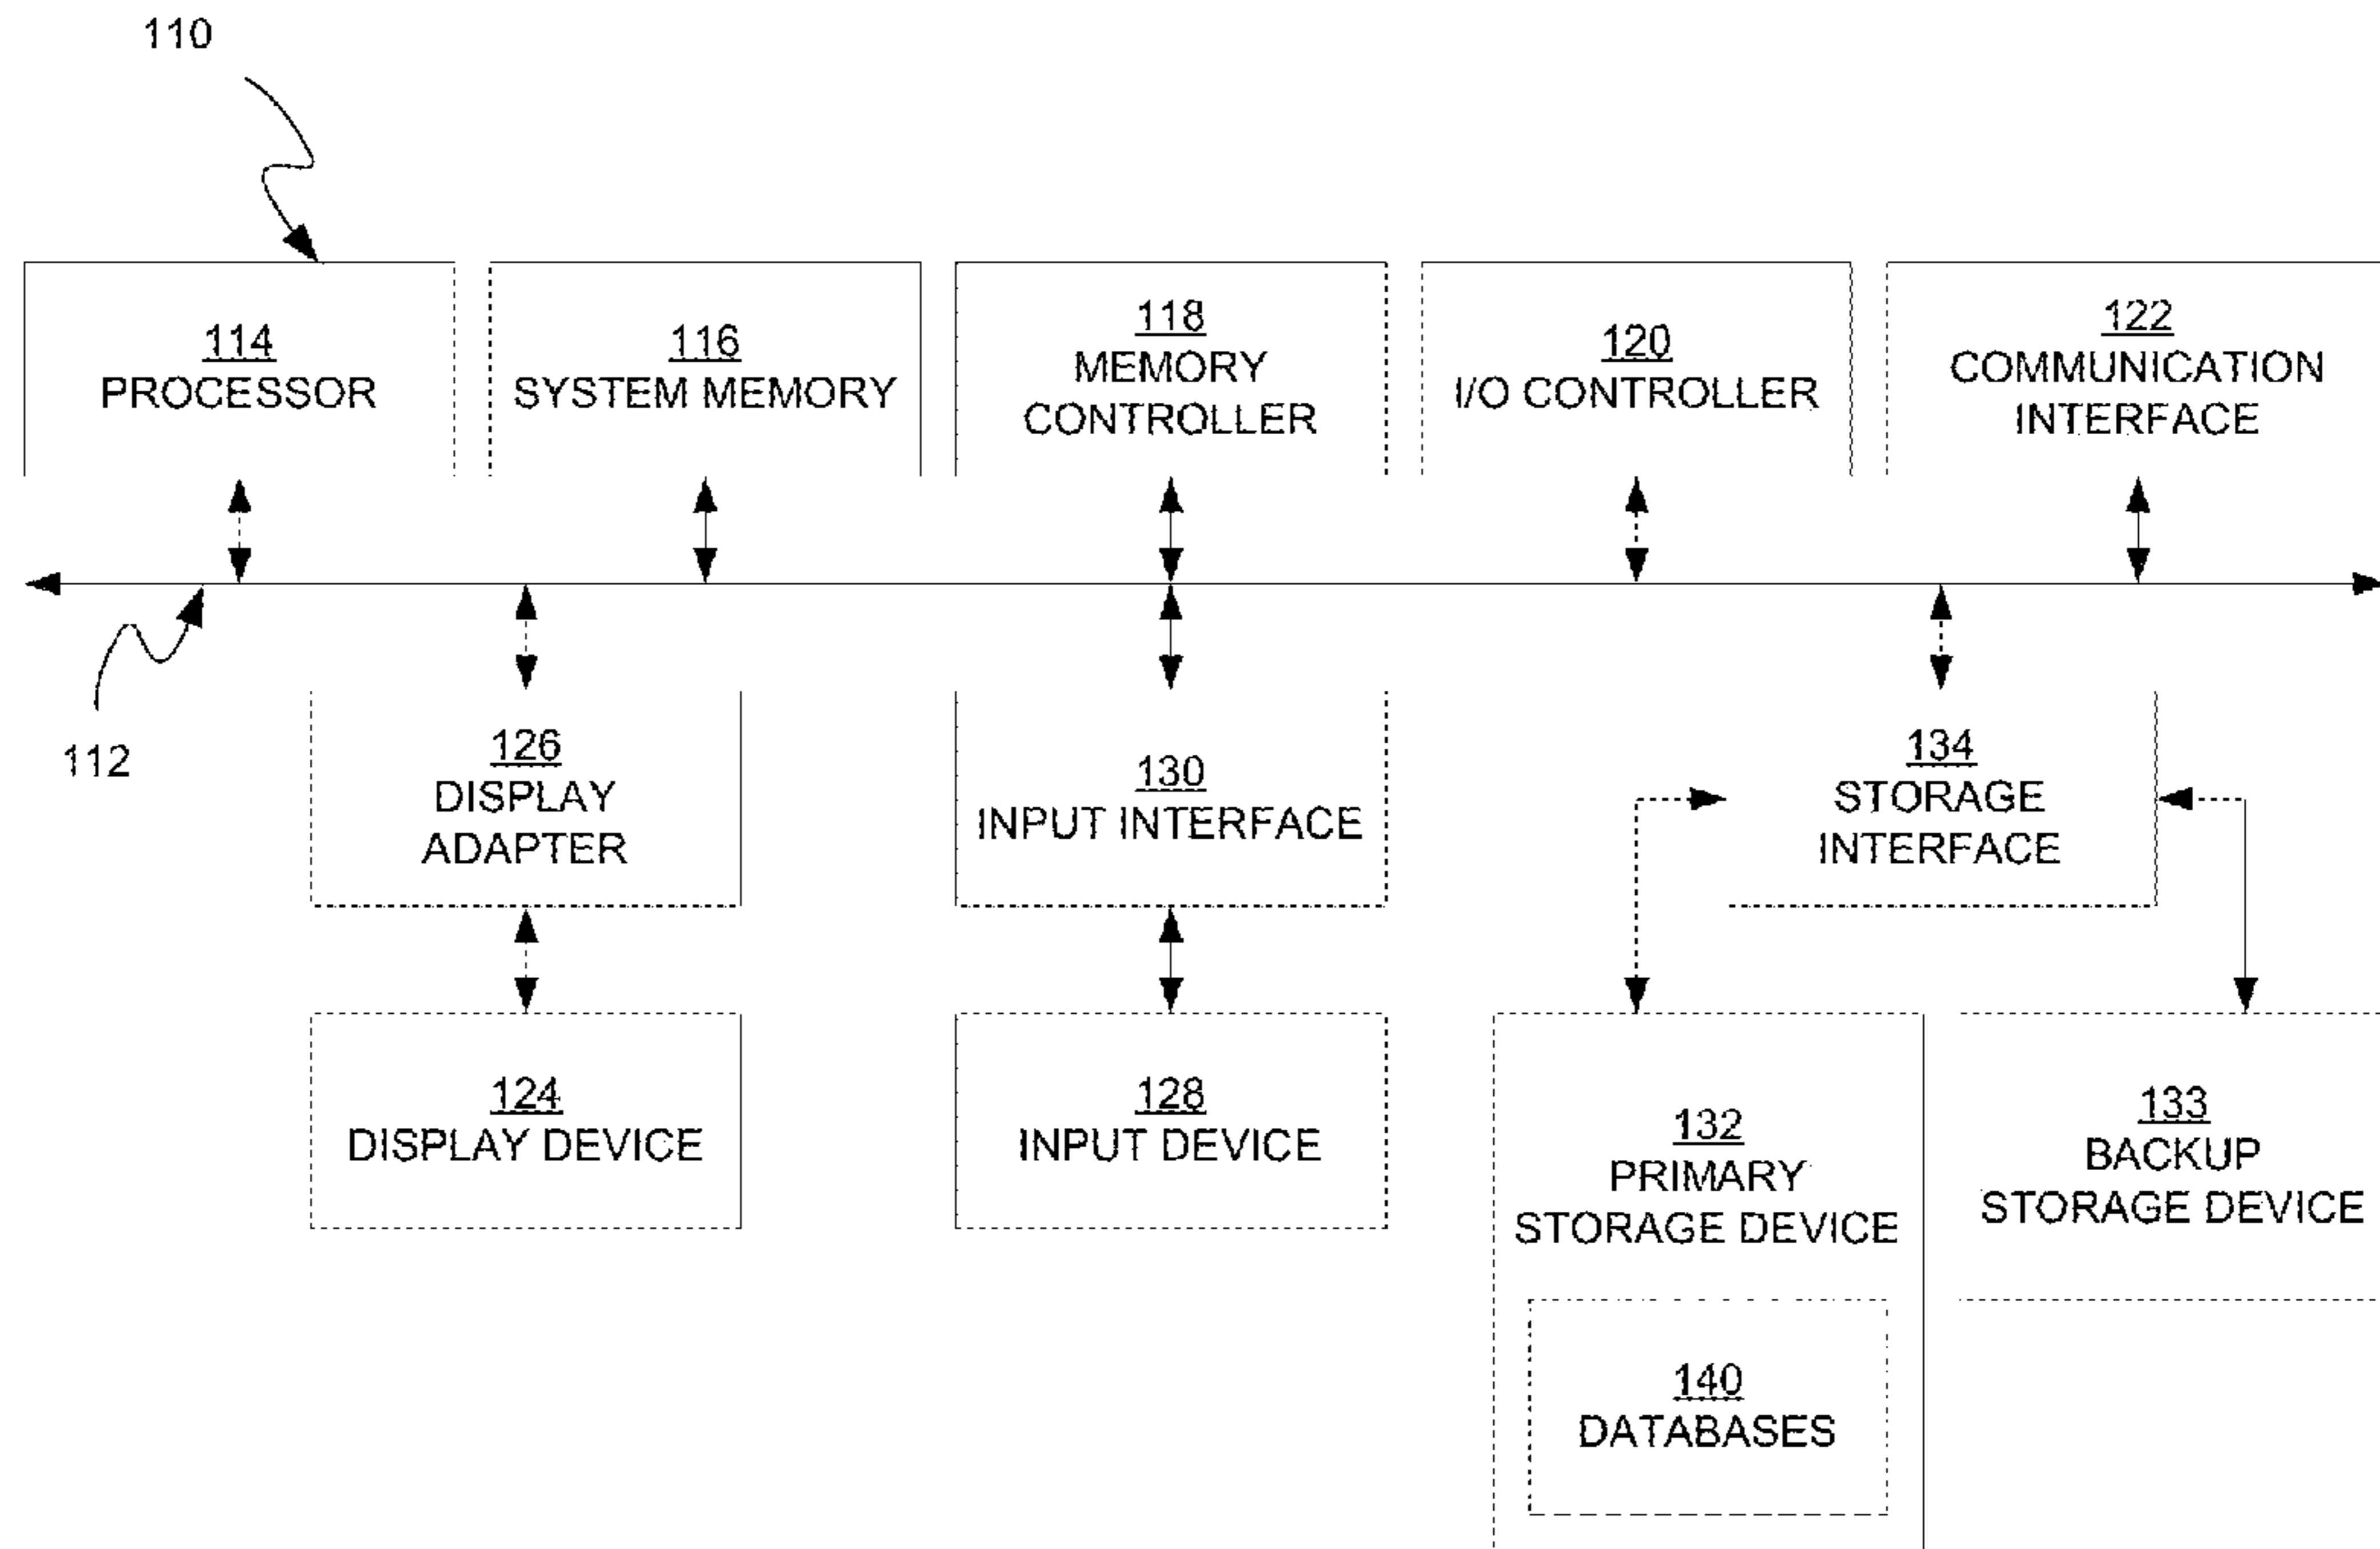 110
114
PROCESSOR
116
SYSTEM MEMORY
118
MEMORY
CONTROLLER
120
I/O CONTROLLER
122
COMMUNICATION
INTERFACE
112
126
DISPLAY
ADAPTER
130
INPUT INTERFACE
134
STORAGE
INTERFACE
124
DISPLAY DEVICE
128
INPUT DEVICE
132
PRIMARY
STORAGE DEVICE
133
BACKUP
STORAGE DEVICE
140
DATABASES